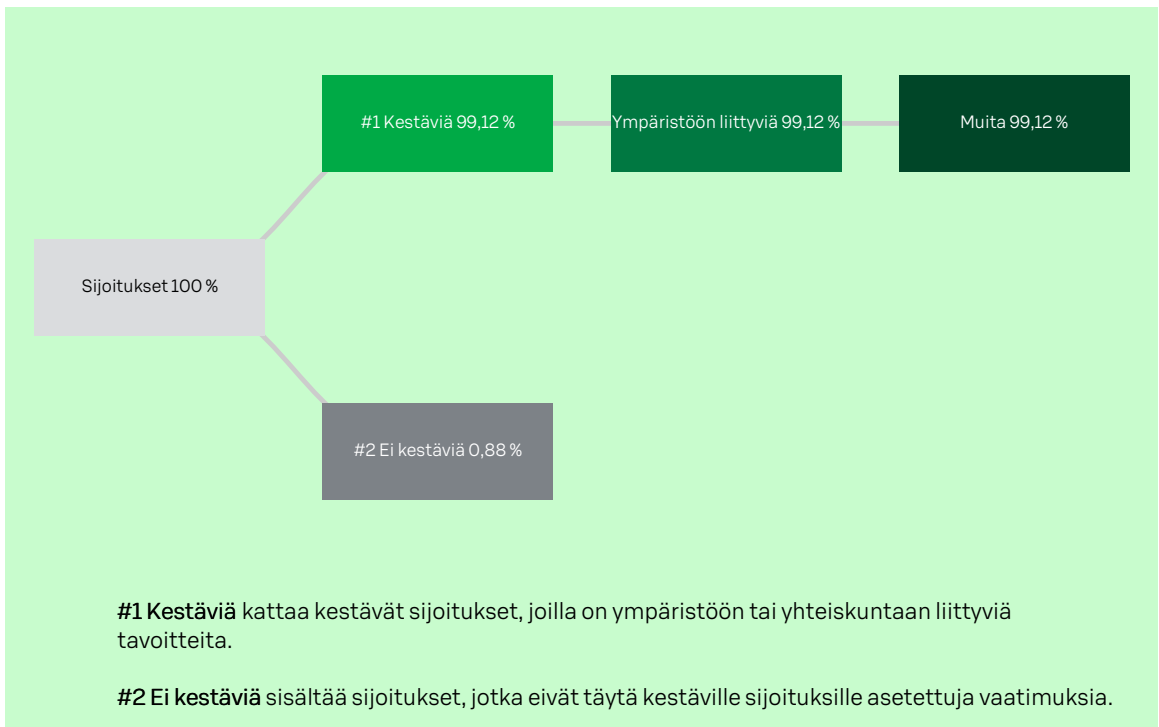 #1 Kestäviä 99,12 %
Ympäristöön liittyviä 99,12 %
Muita 99,12 %
Sijoitukset 100 %
#2 Ei kestäviä 0,88 %
#1 Kestäviä kattaa kestävät sijoitukset, joilla on ympäristöön tai yhteiskuntaan liittyviä
tavoitteita.
#2 Ei kestäviä sisältää sijoitukset, jotka eivät täytä kestäville sijoituksille asetettuja vaatimuksia.